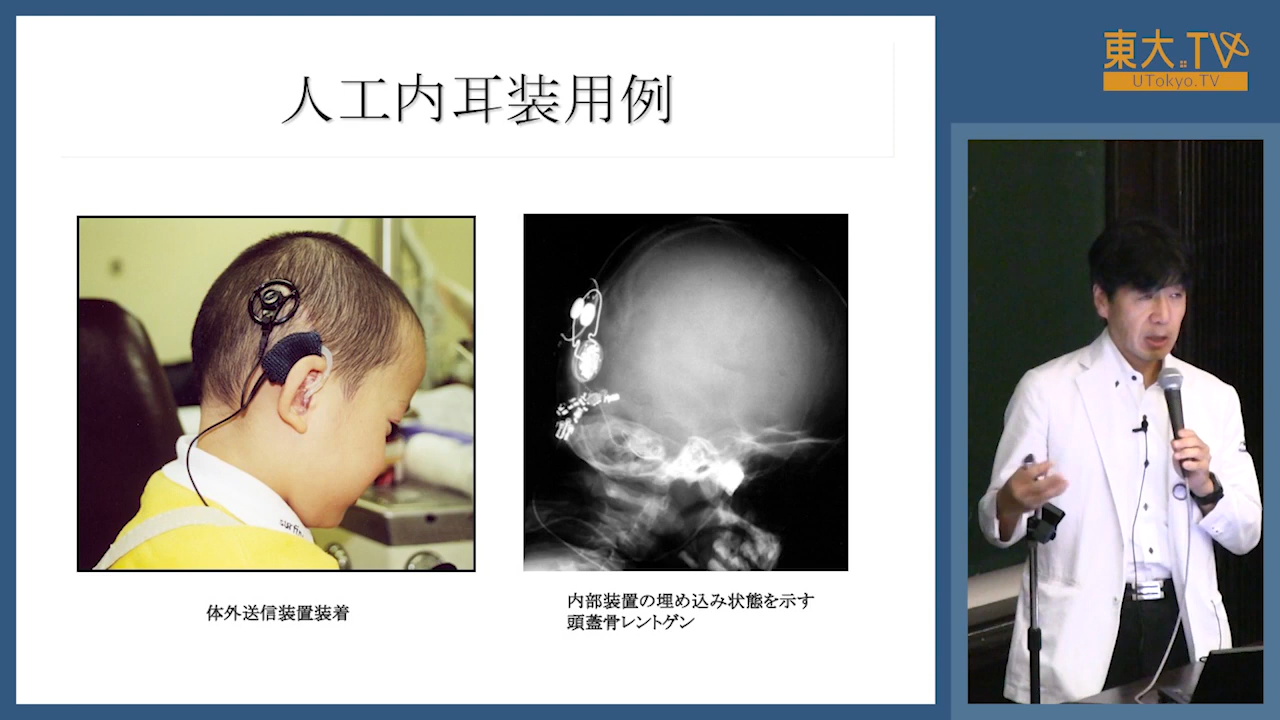 人工内耳装用例
東大.TV
UTokyo.TV
surfin
体外送信装置装着
内部装置の埋め込み状態を示す
頭蓋骨レントゲン